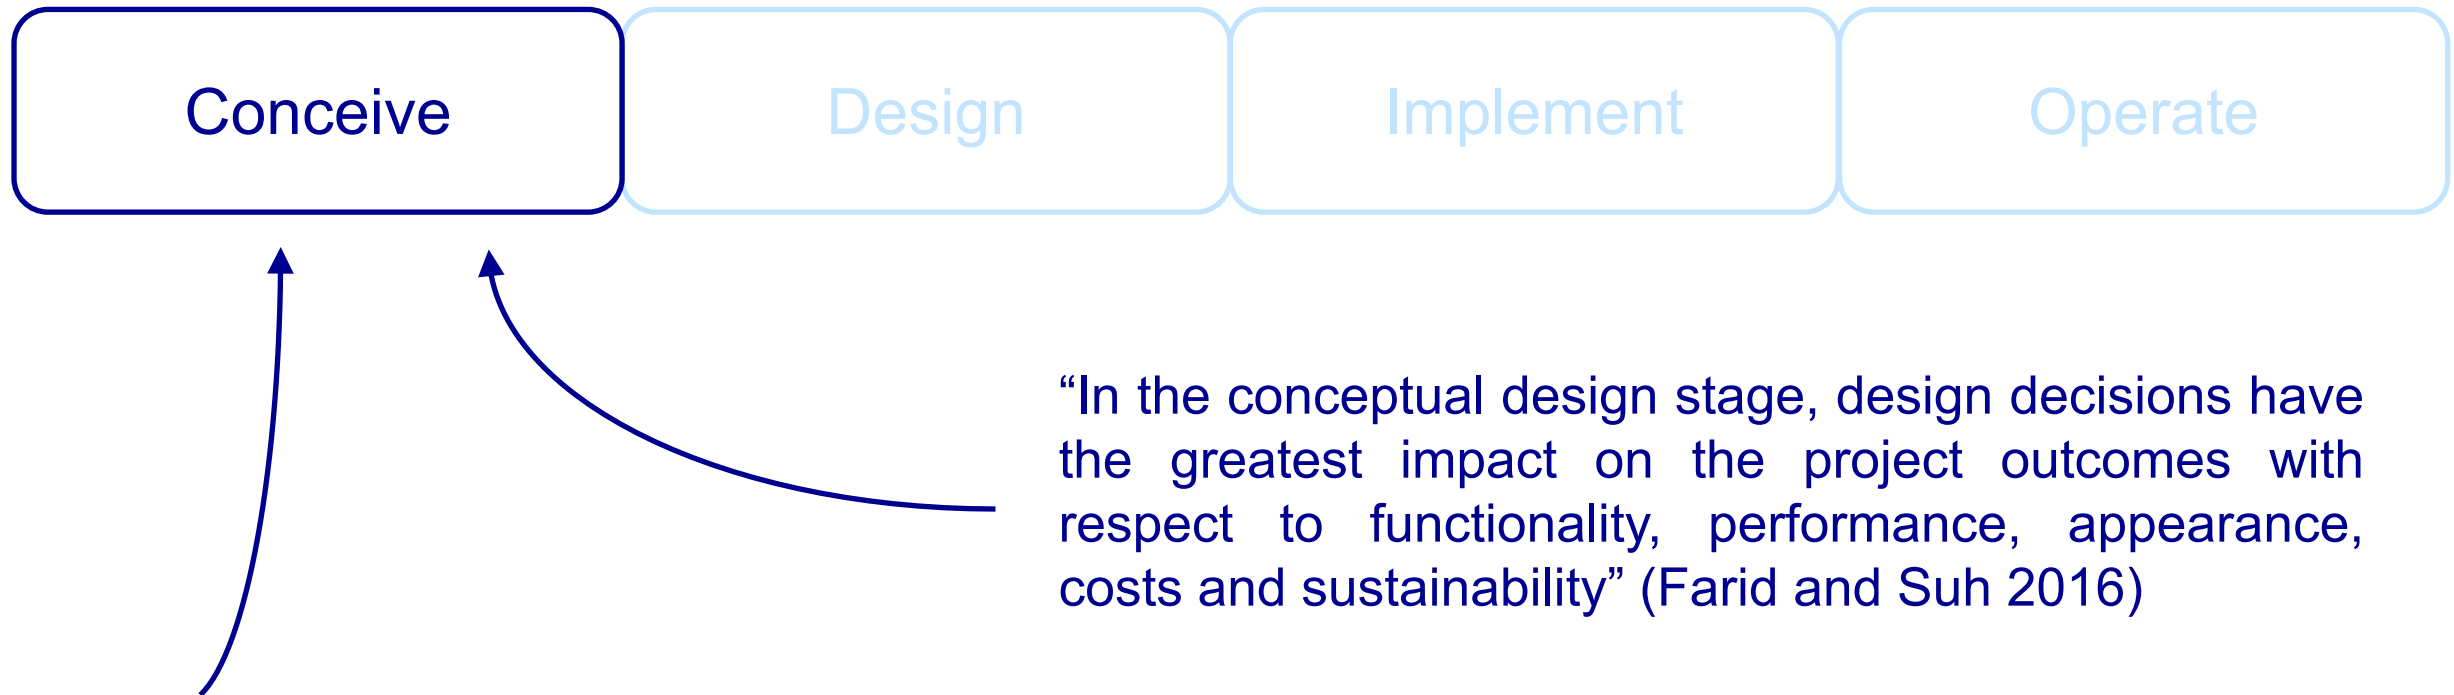 Conceive
Design
Implement
Operate
“In the conceptual design stage, design decisions have
the greatest impact on the project outcomes with
respect to functionality, performance, appearance,
costs and sustainability” (Farid and Suh 2016)